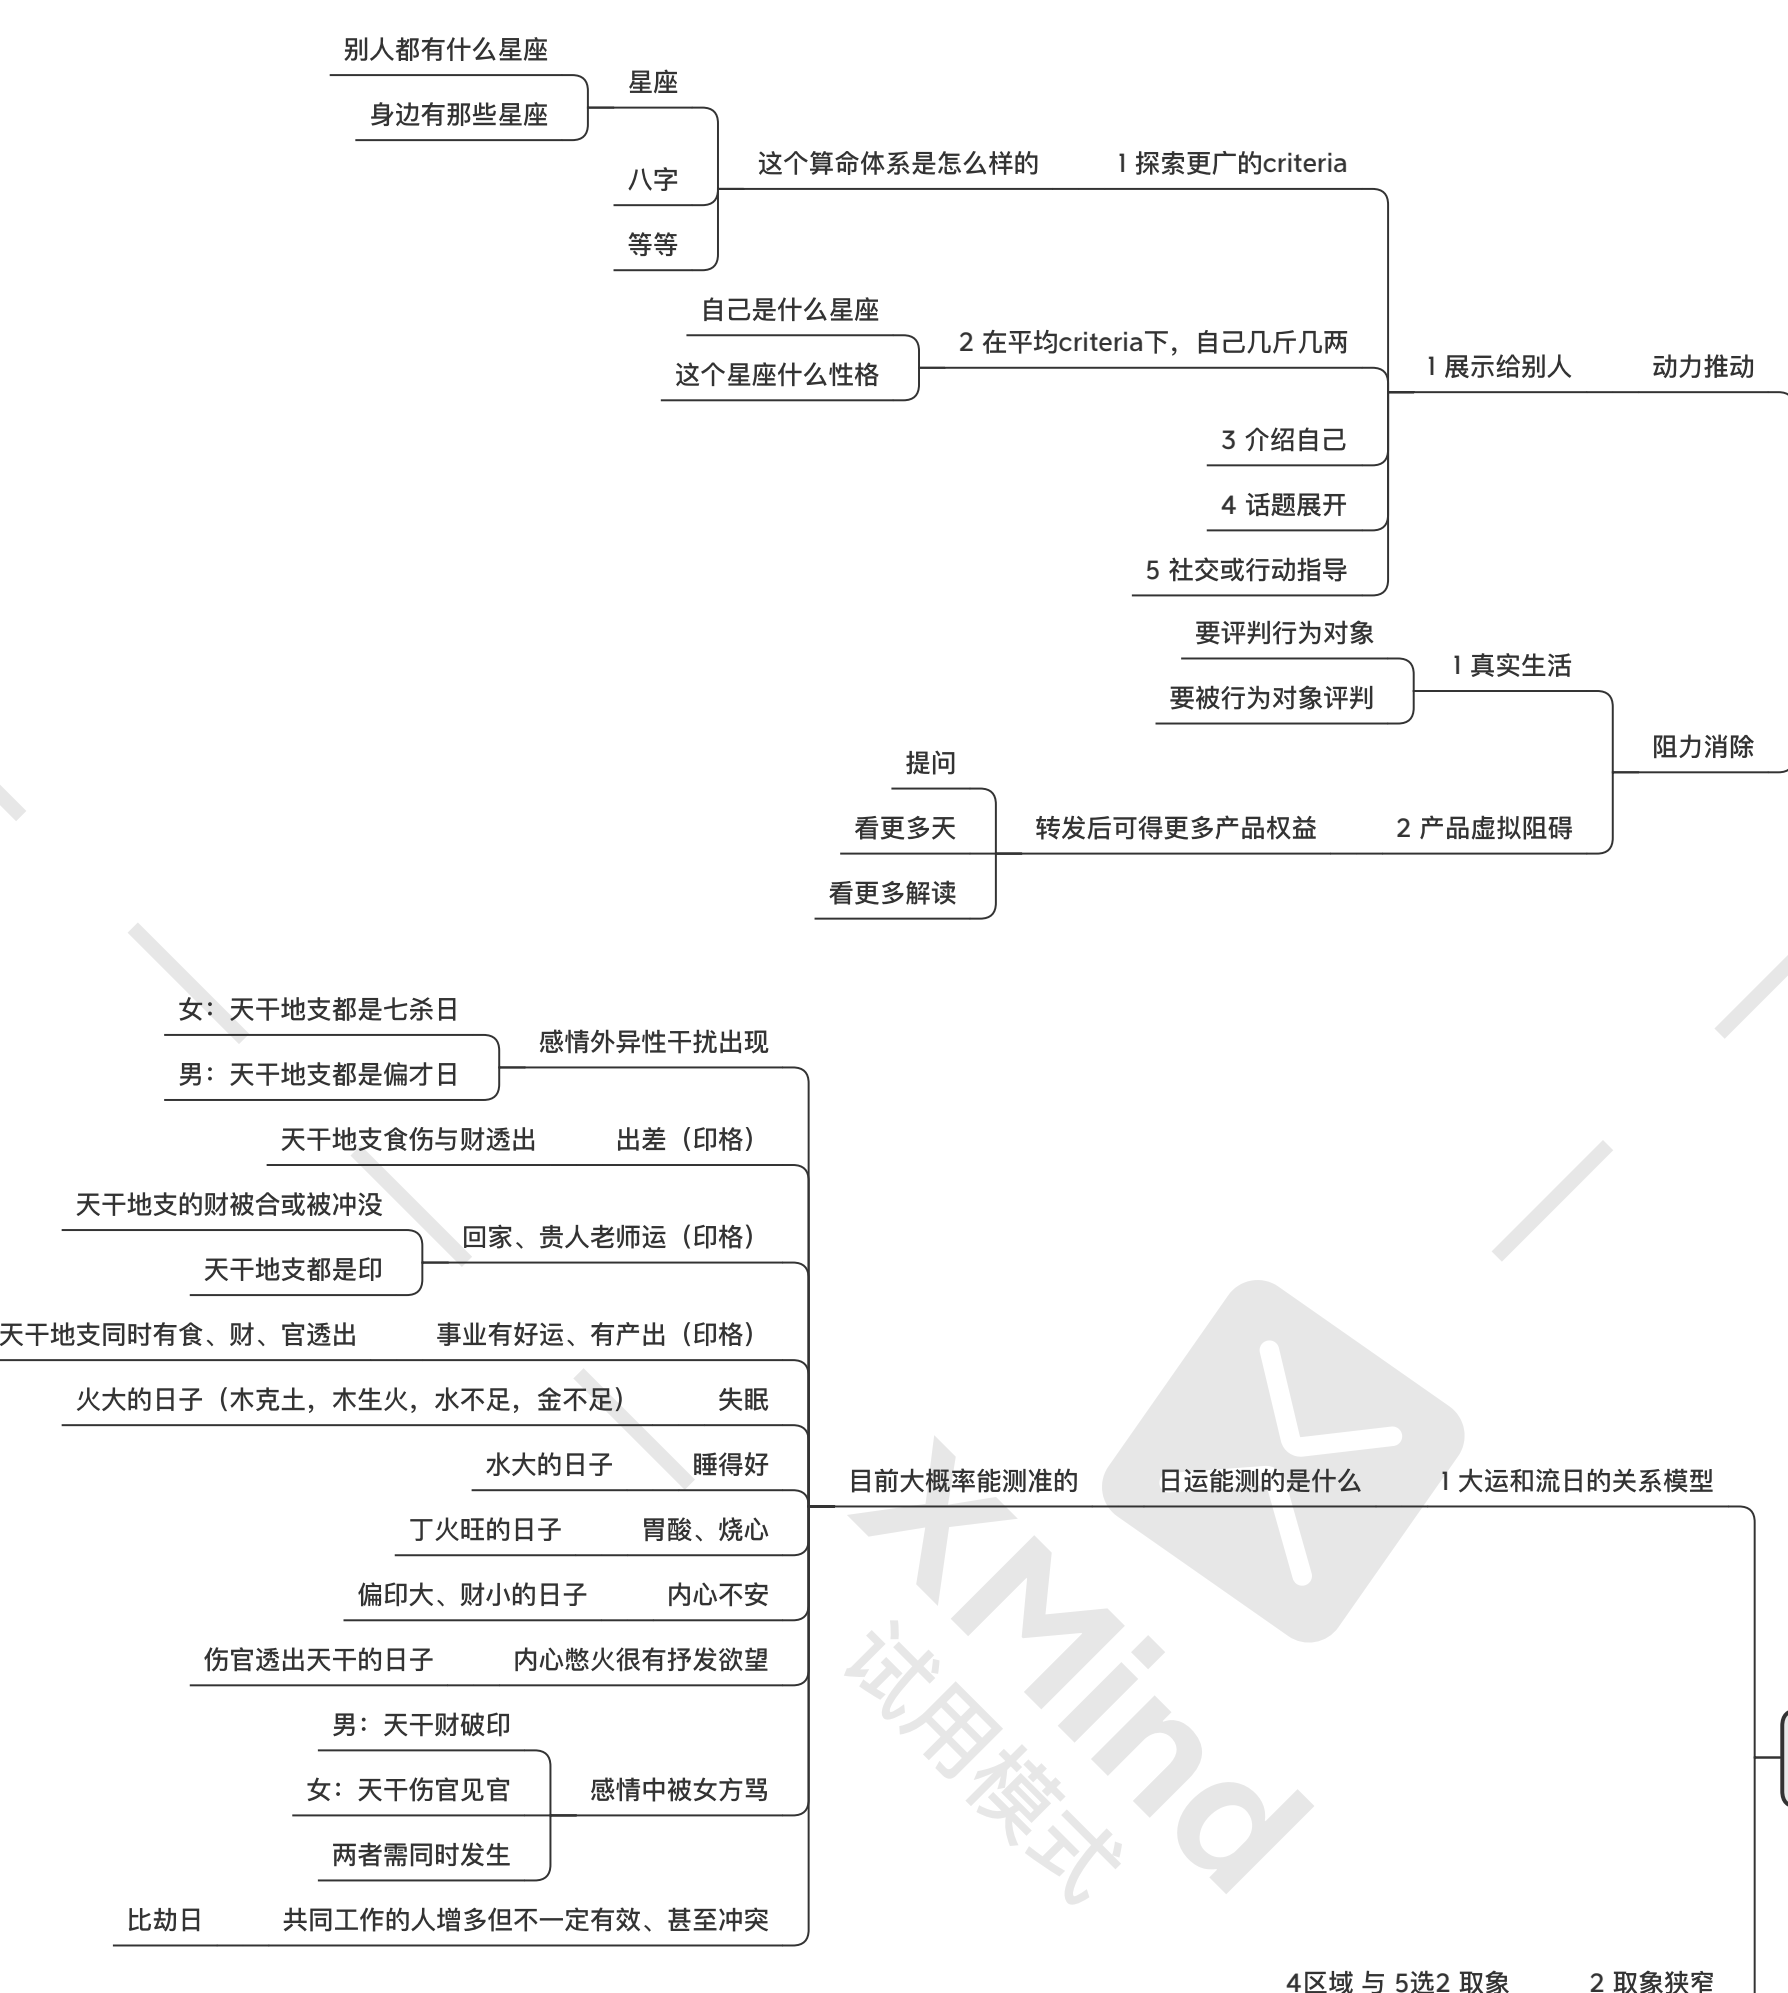 别人都有什么星座
星座
身边有那些星座
这个算命体系是怎么样的
1 探索更广的criteria
八字
等等
自己是什么星座
2 在平均criteria下，自己几斤几两
这个星座什么性格
1 展示给别人
动力推动
3 介绍自己
4 话题展开
5 社交或行动指导
要评判行为对象
1 真实生活
要被行为对象评判
阻力消除
提问
看更多天
转发后可得更多产品权益
2 产品虚拟阻碍
看更多解读
女：天干地支都是七杀日
感情外异性干扰出现
男：天干地支都是偏才日
天干地支食伤与财透出
出差（印格）
天干地支的财被合或被冲没
回家、贵人老师运（印格）
天干地支都是印
天干地支同时有食、财、官透出
事业有好运、有产出（印格）
火大的日子（木克土，木生火，水不足，金不足）
失眠
水大的日子
睡得好
目前大概率能测准的
日运能测的是什么
1 大运和流日的关系模型
丁火旺的日子
胃酸、烧心
偏印大、财小的日子
内心不安
伤官透出天干的日子
内心憋火很有抒发欲望
男：天干财破印
女：天干伤官见官
感情中被女方骂
两者需同时发生
比劫日
共同工作的人增多但不一定有效、甚至冲突
4区域 与 5选2 取象
2 取象狭窄
XMind
试用模式